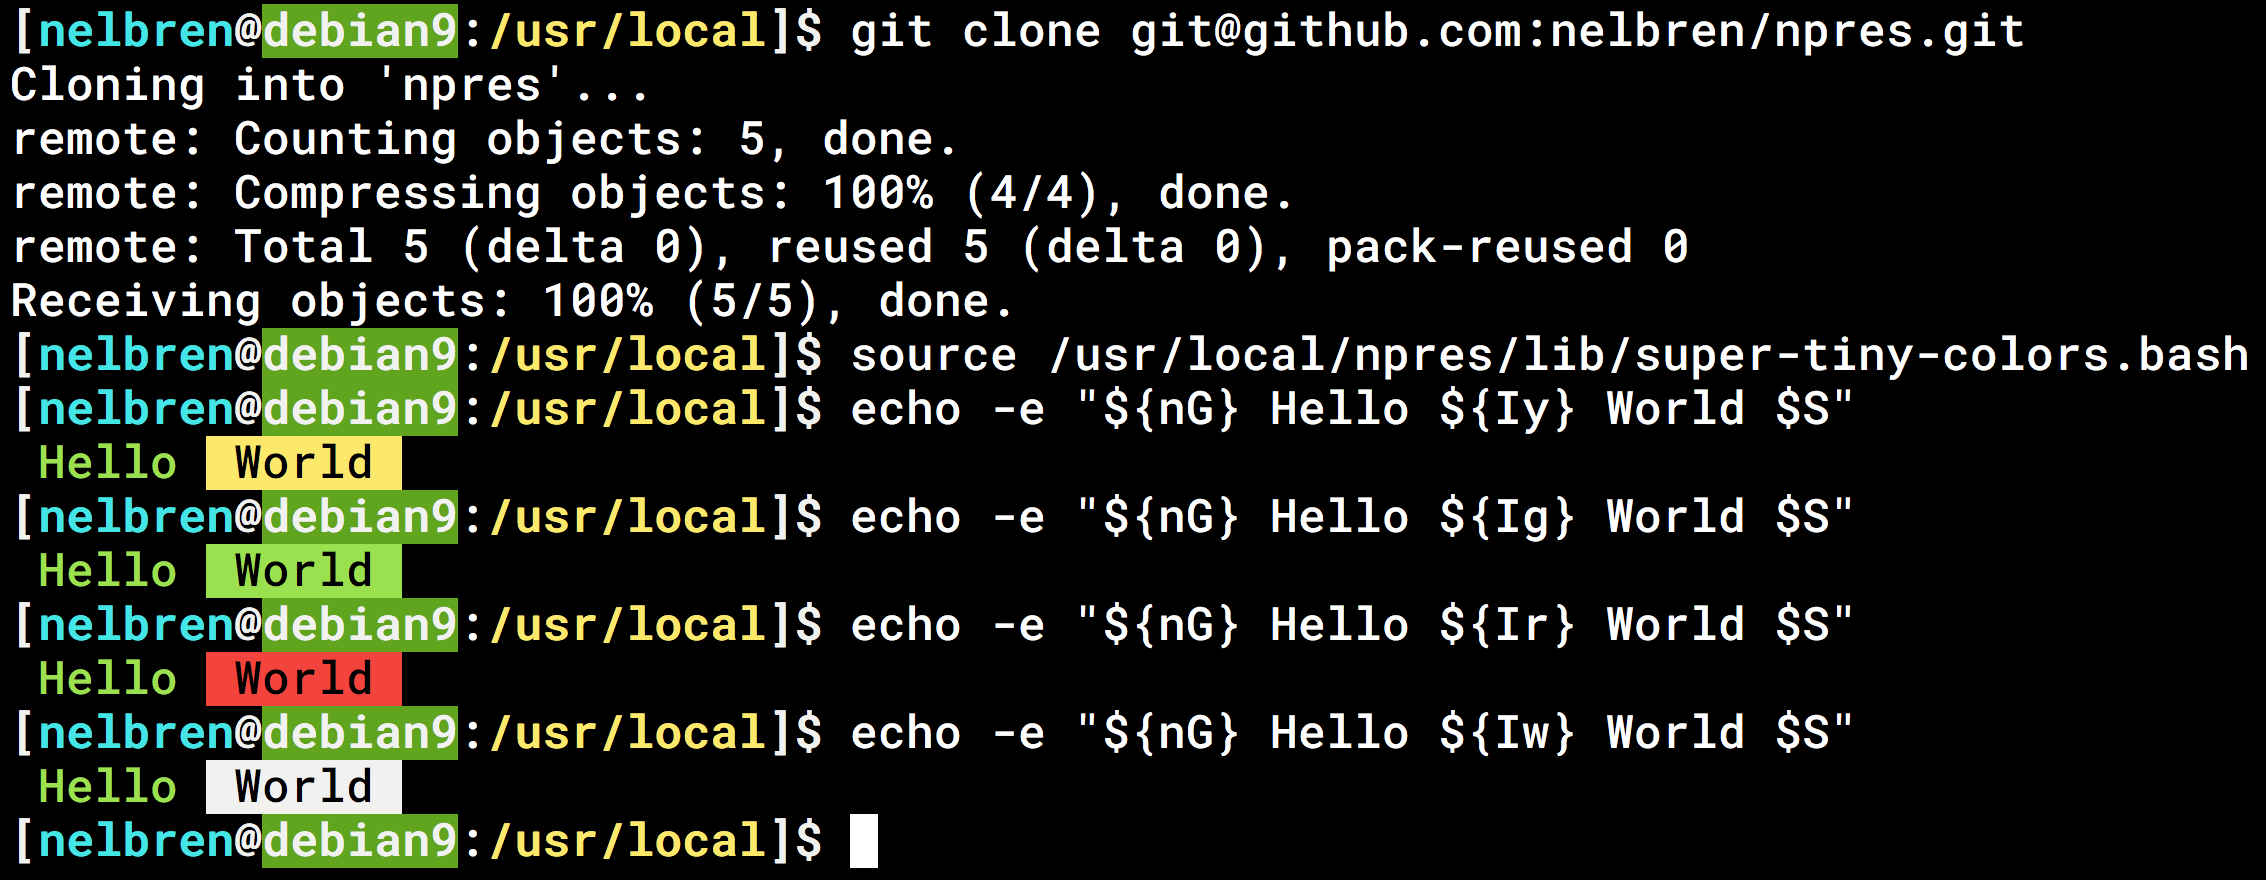 [nelbren@debian9:/usr/local]$ git clone git@github.com:nelbren/npres.git
Cloning into 'npres'...
remote: Counting objects: 5, done.
remote: Compressing objects: 100% (4/4), done.
remote: Total 5 (delta 0), reused 5 (delta 0), pack-reused 0
Receiving objects: 100% (5/5), done.
[nelbren@debian9:/usr/local]$ source /usr/local/npres/lib/super-tiny-colors.bash
[nelbren@debian9:/usr/local]$ echo -e "${nG} Hello ${Iy} World $S"
Hello World
[nelbren@debian9:/usr/local]$ echo -e "${nG} Hello ${Ig} World $S"
Hello World
[nelbren@debian9:/usr/local]$ echo -e "${nG} Hello ${Ir} World $S"
Hello World
[nelbren@debian9:/usr/local]$ echo -e "${nG} Hello ${Iw} World $S"
Hello World
[nelbren@debian9:/usr/local]$